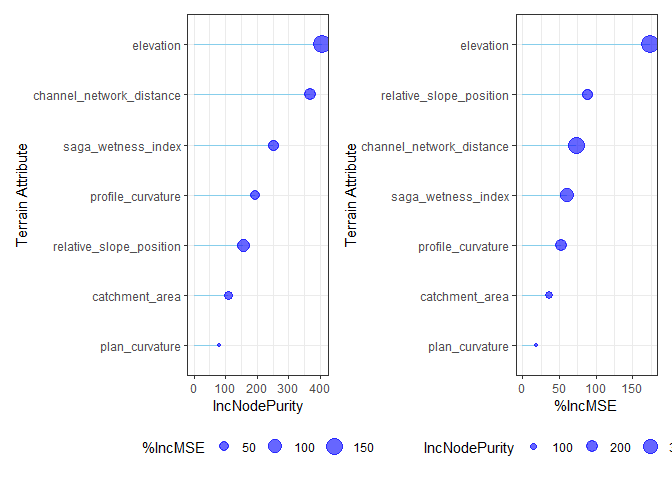 Terrain Attribute
elevation
channel_network_distance
saga_wetness_index
profile_curvature
relative_slope_position
catchment_area
plan_curvature
0 100 200 300 400
IncNodePurity
%IncMSE 50 100 150
Terrain Attribute
elevation
relative_slope_position
channel_network_distance
saga_wetness_index
profile_curvature
catchment_area
plan_curvature
0 50 100 150
%IncMSE
IncNodePurity 100 200